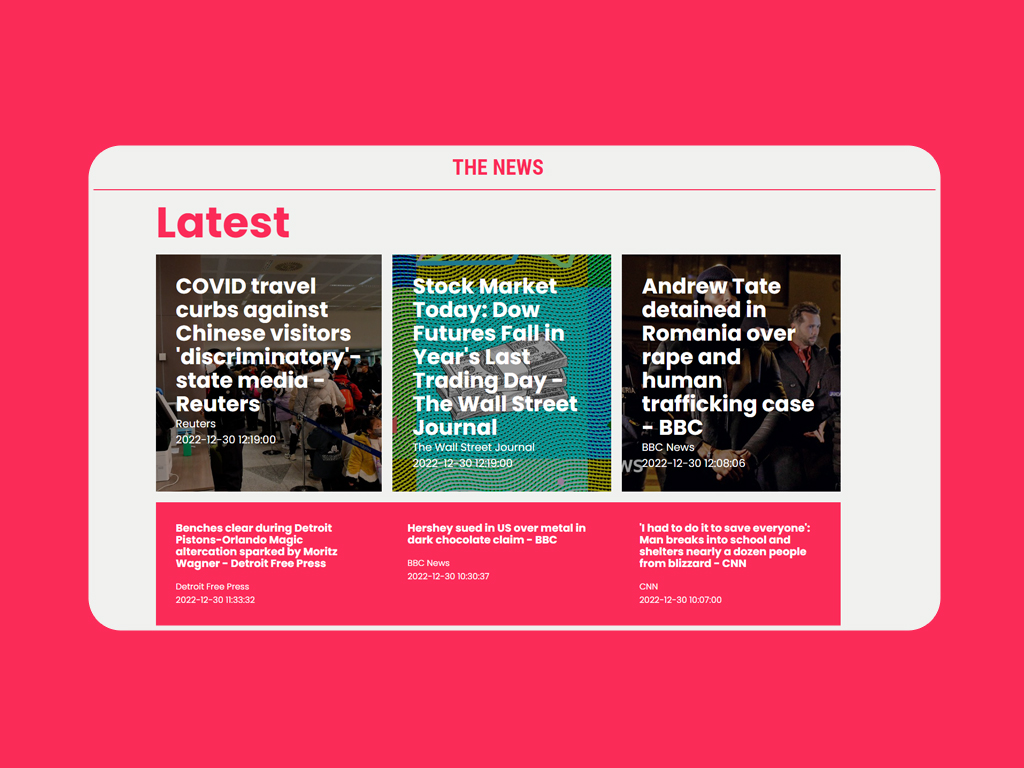 THE NEWS
Latest
COVID travel
curbs against
Chinese visitors
'discriminatory'-
state media -
Reuters
Reuters
2022-12-30 12:19:00
Stock Market
Today: Dow
Futures Fall in
Year's Last
Trading Day -
The Wall Street
Journal
The Wall Street Journal
2022-12-30 12:19:00
Andrew Tate
detained in
Romania over
rape and
human
trafficking case
- BBC
BBC News
2022-12-30 12:08:06
Benches clear during Detroit
Pistons-Orlando Magic
altercation sparked by Moritz
Wagner - Detroit Free Press
Detroit Free Press
2022-12-30 11:33:32
Hershey sued in US over metal in
dark chocolate claim - BBC
BBC News
2022-12-30 10:30:37
'I had to do it to save everyone':
Man breaks into school and
shelters nearly a dozen people
from blizzard - CNN
CNN
2022-12-30 10:07:00